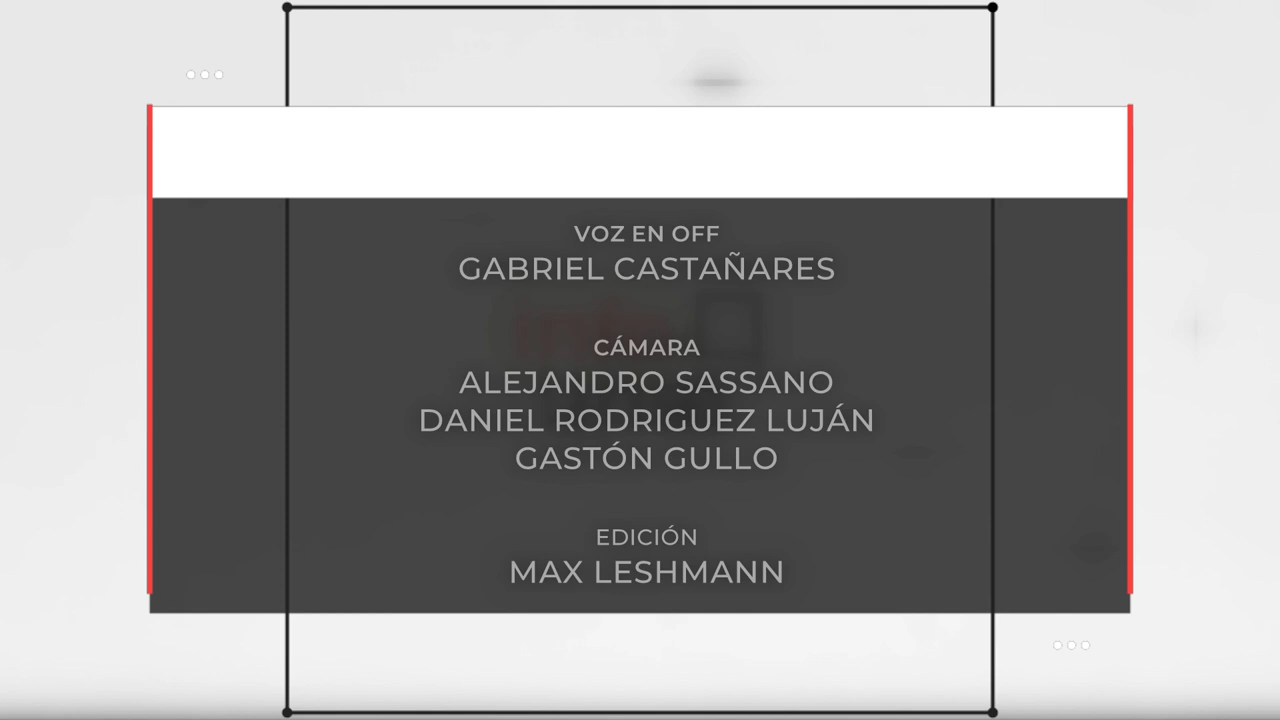 VOZ EN OFF
GABRIEL CASTAÑARES
CÁMARA
ALEJANDRO SASSANO
DANIEL RODRIGUEZ LUJÁN
GASTÓN GULLO
EDICIÓN
MAX LESHMANN